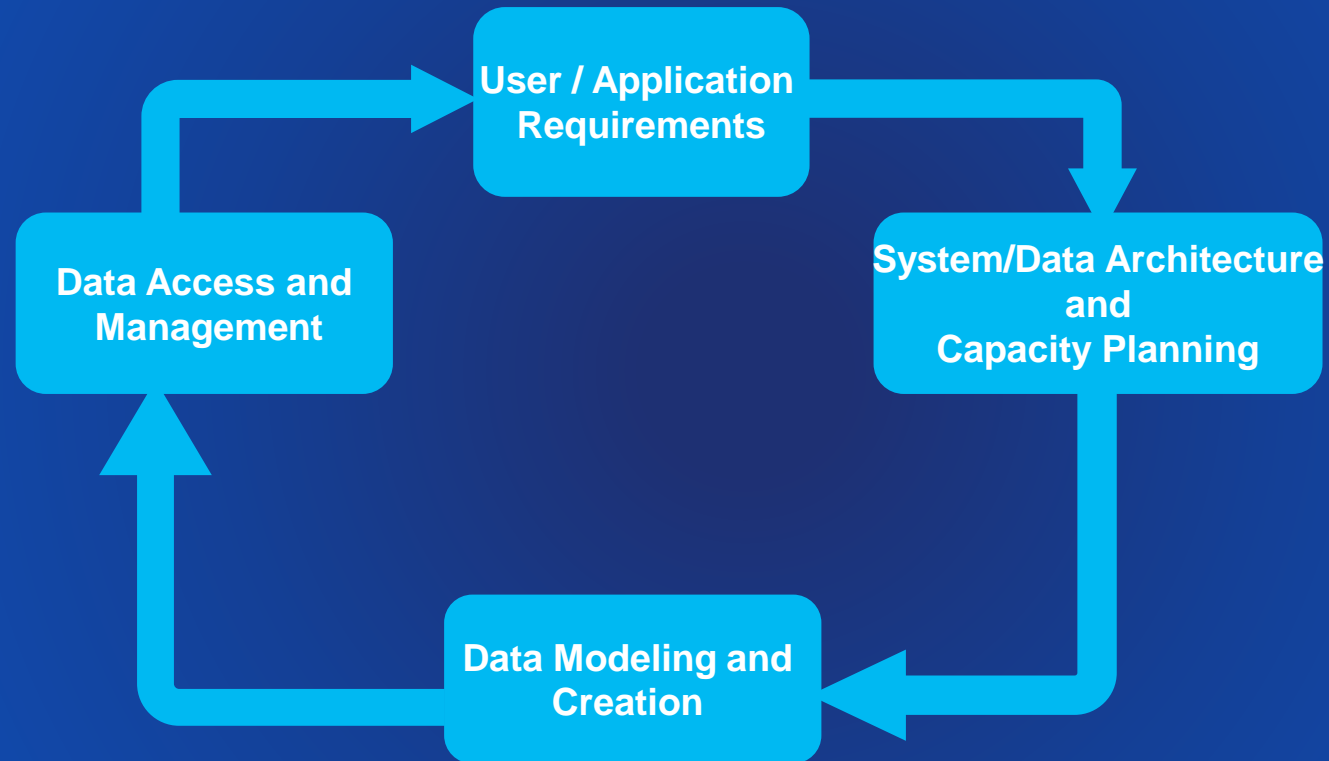 User / Application
Requirements
System/Data Architecture
and
Capacity Planning
Data Modeling and
Creation
Data Access and
Management